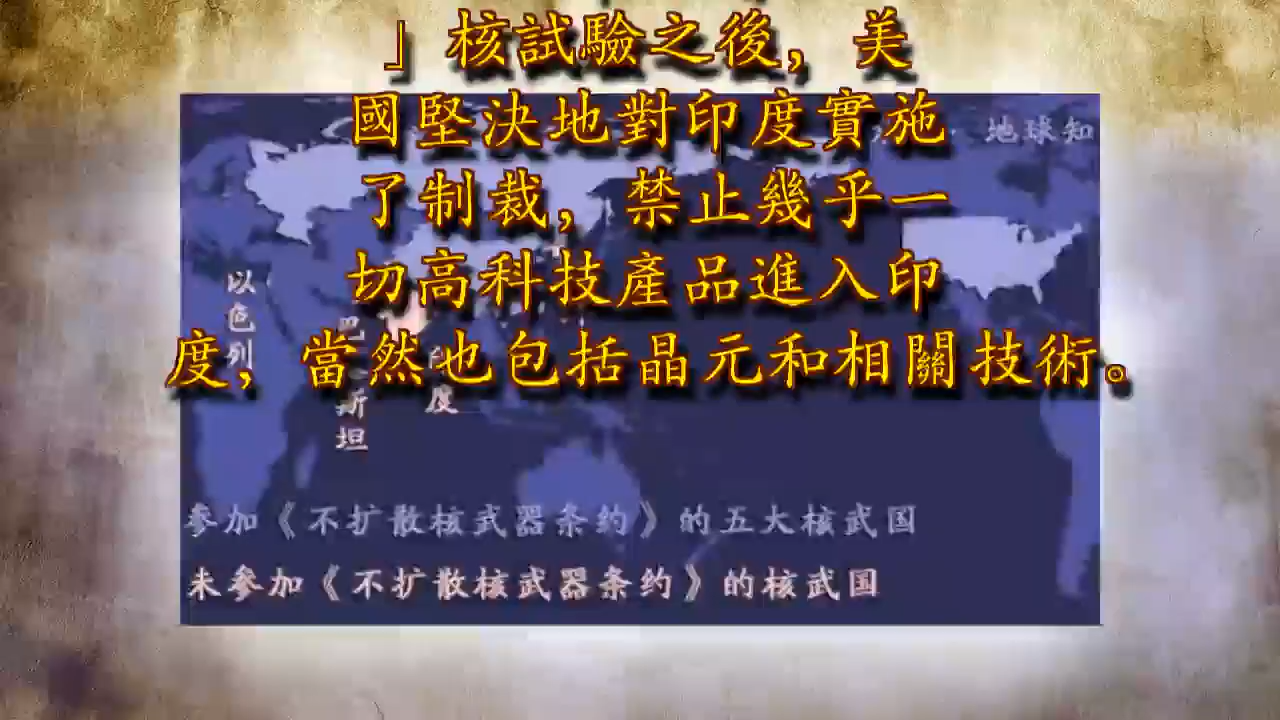 」核試驗之後，美
國堅決地對印度實施
了制裁，禁止幾乎一
切高科技產品進入印
度，當然也包括晶元和相關技術。
地球知
以色列
斯坦
度
参加《不扩散核武器条约》的五大核武国
未参加《不扩散核武器条约》的核武国